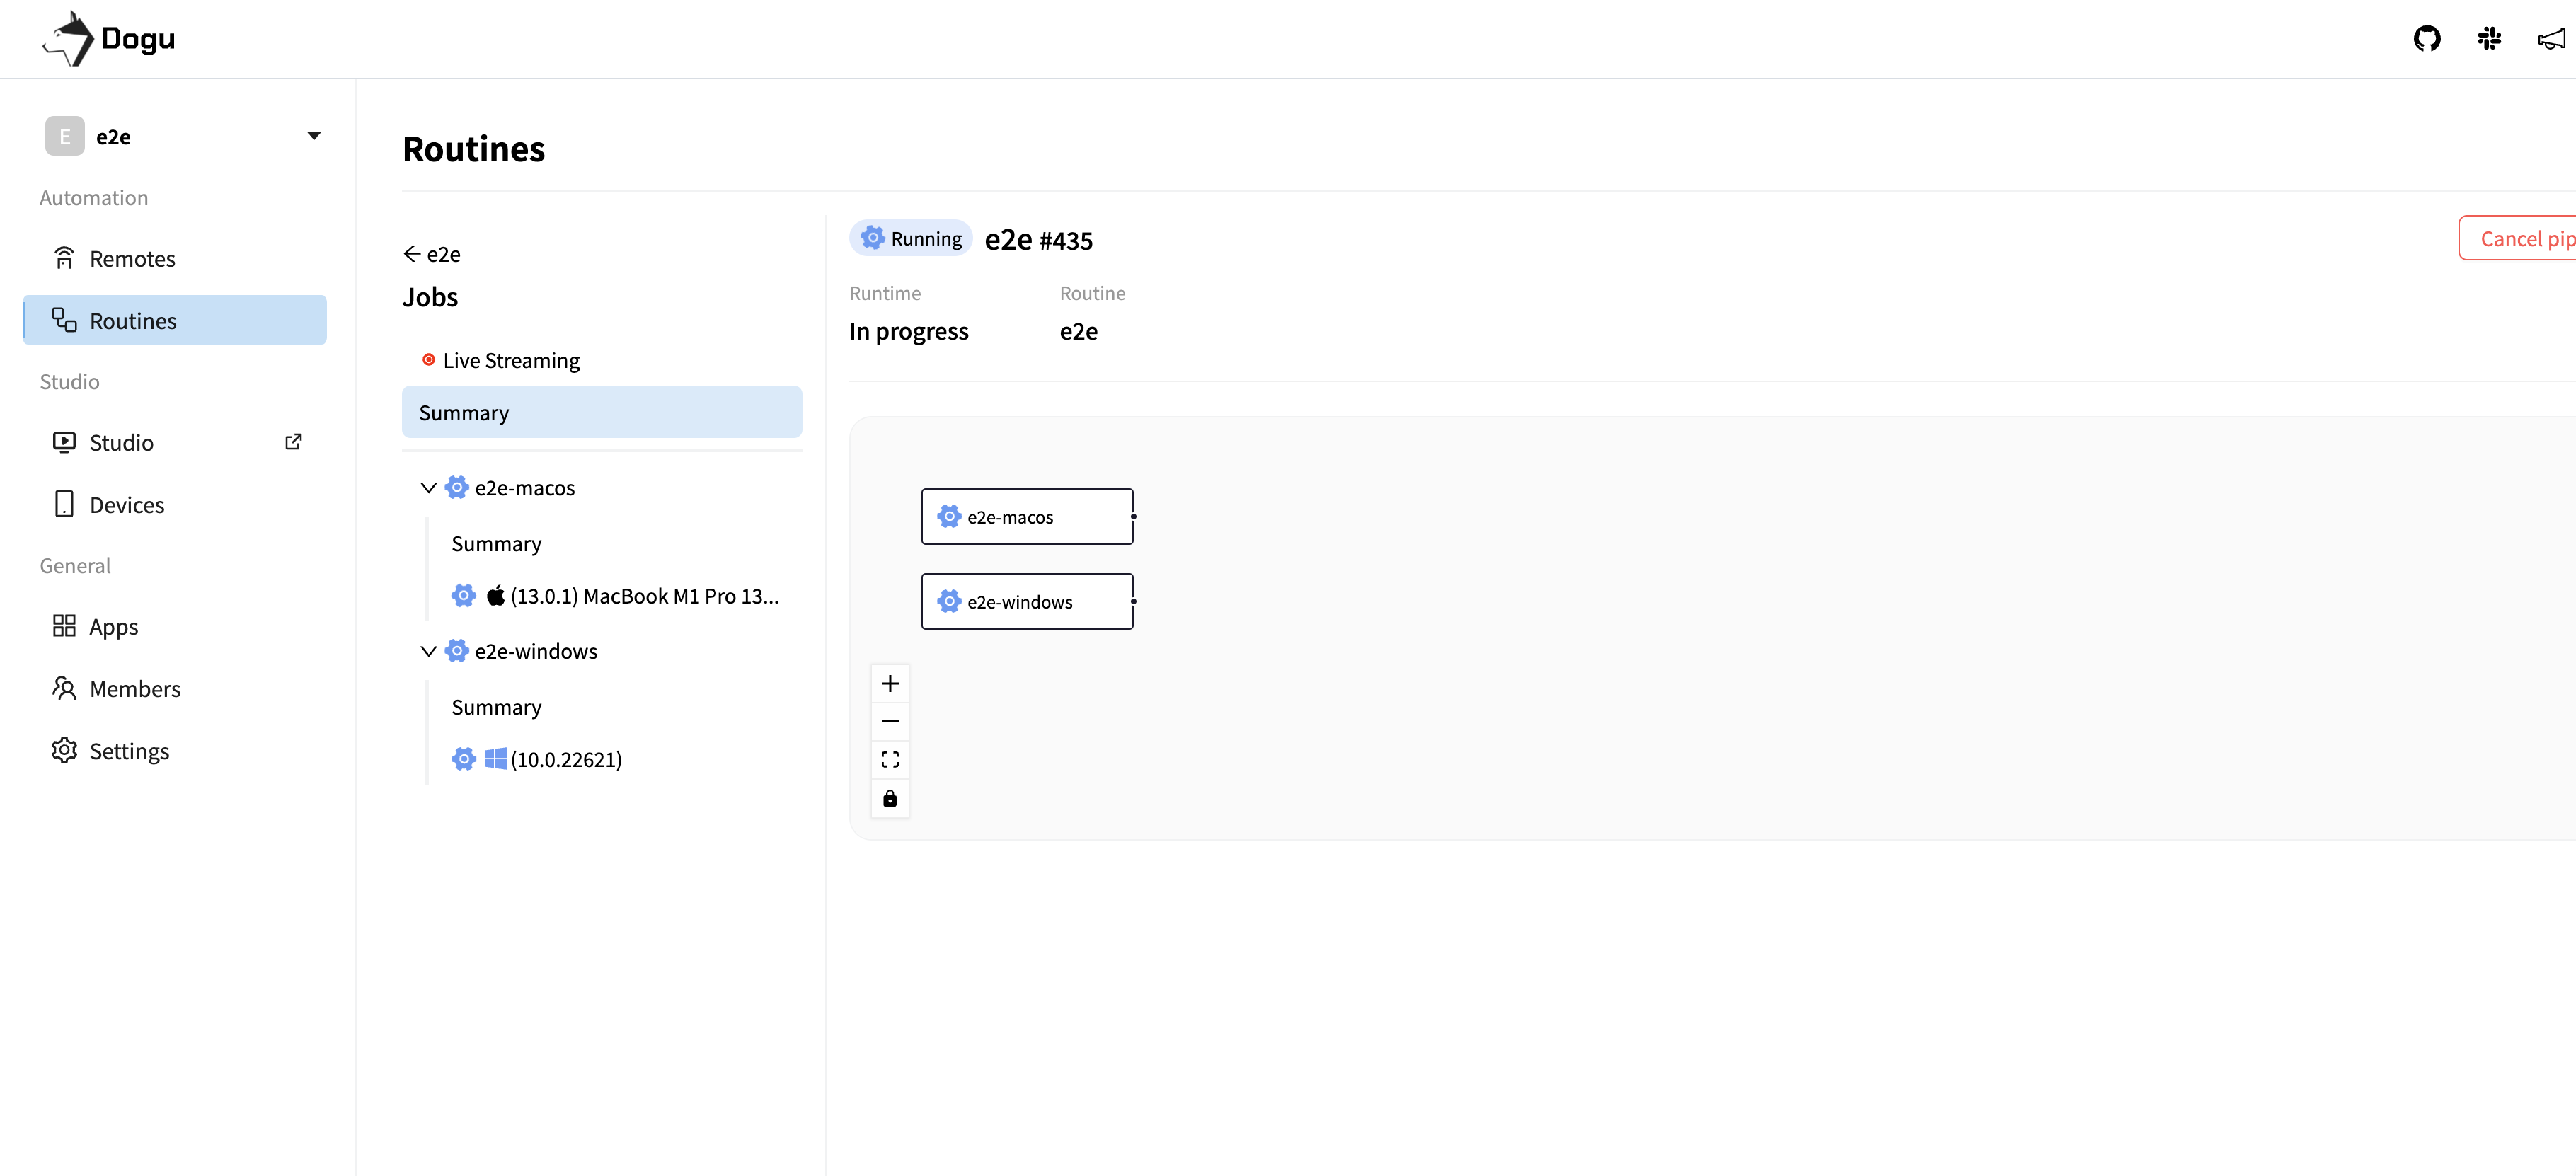 Dogu
E e2e
Automation
Remotes
Routines
Studio
Studio
Devices
General
Apps
Members
Settings
Routines
e2e
Jobs
Live Streaming
Summary
e2e-macos
Summary
(13.0.1) MacBook M1 Pro 13...
e2e-windows
Summary
(10.0.22621)
Running e2e #435
Cancel pip
Runtime Routine
In progress e2e
e2e-macos
e2e-windows